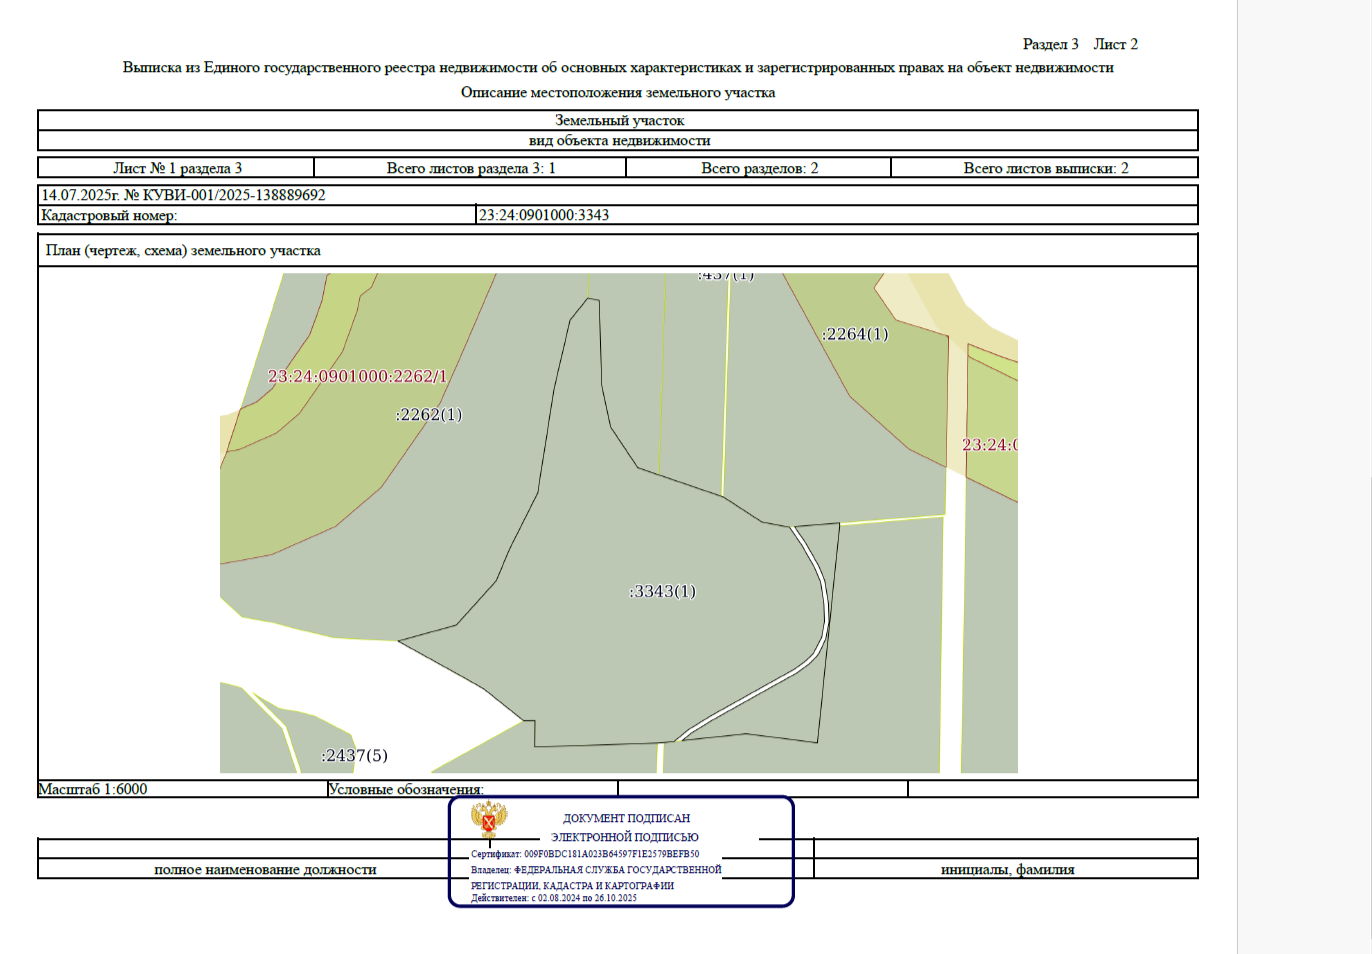 Раздел 3 Лист 2
Выписка из Единого государственного реестра недвижимости об основных характеристиках и зарегистрированных правах на объект недвижимости
Описание местоположения земельного участка
Земельный участок
вид объекта недвижимости
Лист № 1 раздела 3 Всего листов раздела 3: 1 Всего разделов: 2 Всего листов выписки: 2
14.07.2025г. № КУВИ-001/2025-138889692
Кадастровый номер: 23:24:0901000:3343
План (чертеж, схема) земельного участка
:437(1)
:2264(1)
23:24:0901000:2262/1
:2262(1)
23:24:0
:3343(1)
:2437(5)
Масштаб 1:6000 Условные обозначения:
ДОКУМЕНТ ПОДПИСАН
ЭЛЕКТРОННОЙ ПОДПИСЬЮ
Сертификат: 009F0BDC181A023B64597F1E2579BEFB50
Владелец: ФЕДЕРАЛЬНАЯ СЛУЖБА ГОСУДАРСТВЕННОЙ
РЕГИСТРАЦИИ, КАДАСТРА И КАРТОГРАФИИ
Действителен: с 02.08.2024 по 26.10.2025
полное наименование должности инициалы, фамилия